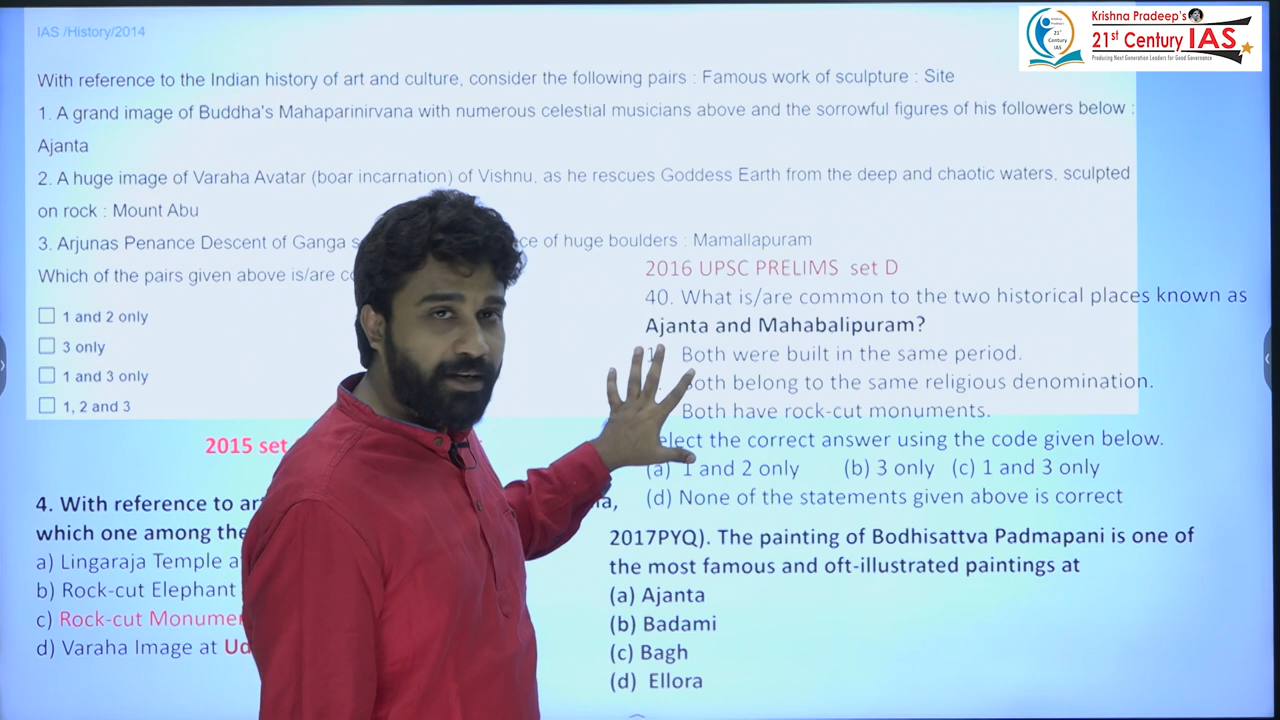 IAS /History/2014
Krishna Pradeep's
21st Century IAS
Producing Next Generation Leaders for Good Governance
Krishna Pradeep's
21st
Century
IAS
With reference to the Indian history of art and culture, consider the following pairs : Famous work of sculpture : Site
1. A grand image of Buddha's Mahaparinirvana with numerous celestial musicians above and the sorrowful figures of his followers below :
Ajanta
2. A huge image of Varaha Avatar (boar incarnation) of Vishnu, as he rescues Goddess Earth from the deep and chaotic waters, sculpted
on rock : Mount Abu
3. Arjunas Penance Descent of Ganga of huge boulders : Mamallapuram
Which of the pairs given above is/are
1 and 2 only
3 only
1 and 3 only
1, 2 and 3
2016 UPSC PRELIMS set D
40. What is/are common to the two historical places known as
Ajanta and Mahabalipuram?
1. Both were built in the same period.
Both belong to the same religious denomination.
Both have rock-cut monuments.
Select the correct answer using the code given below.
(a) 1 and 2 only (b) 3 only (c) 1 and 3 only
(d) None of the statements given above is correct
2015 set
4. With reference to
which one among the
a) Lingaraja Temple
b) Rock-cut Elephant
c) Rock-cut
d) Varaha Image at
2017PYQ). The painting of Bodhisattva Padmapani is one of
the most famous and oft-illustrated paintings at
(a) Ajanta
(b) Badami
(c) Bagh
(d) Ellora